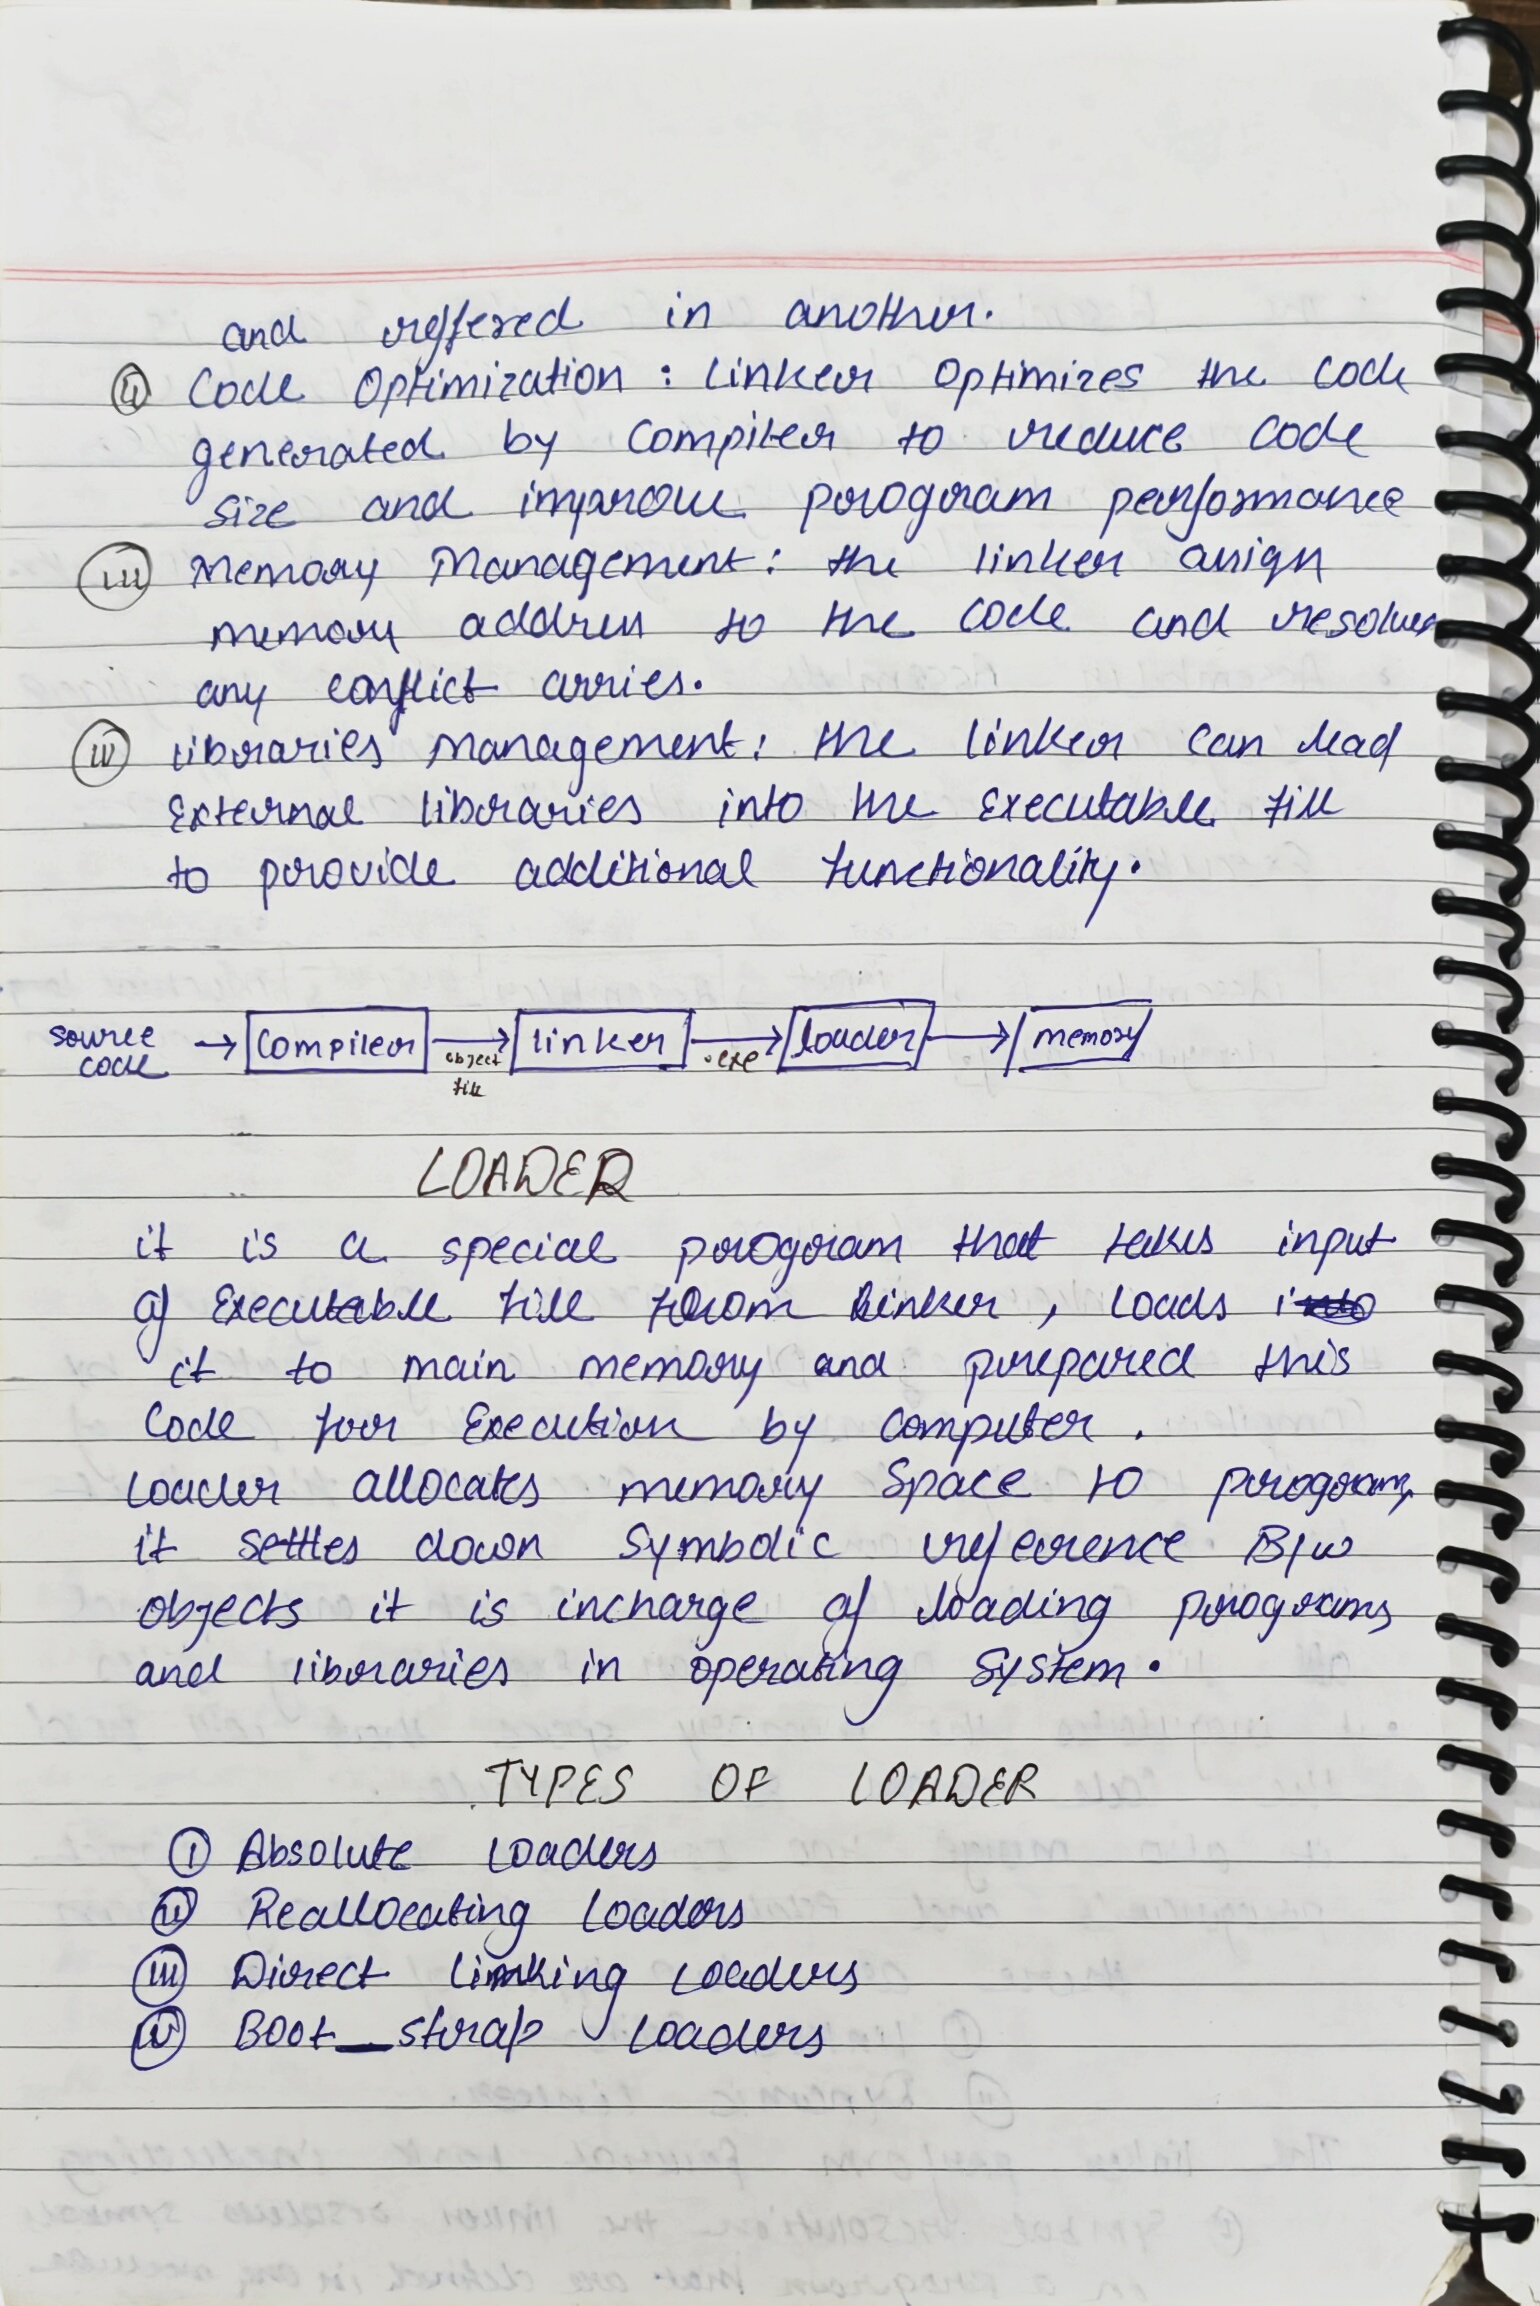 and reffered in another.
ii Code Optimization : Linker Optimizes the Code
generated by Compiler to reduce Code
Size and improve program performance
iii Memory Management : the linker assign
memory address to the Code and resolves
any conflict arries.
iv libraries Management : the linker can load
External libraries into the Executable file
to provide additional functionality.
source code → Compiler → object file → linker → .exe → loader → memory
LOADER
it is a special program that takes input
of Executable file from linker , loads
it to main memory and prepared this
Code for Execution by Computer .
Loader allocates memory Space to program,
it settles down Symbolic reference B/w
objects it is incharge of loading programs
and libraries in operating System .
TYPES OF LOADER
i Absolute Loaders
ii Reallocating Loaders
iii Direct linking Loaders
iv Boot_strap Loaders